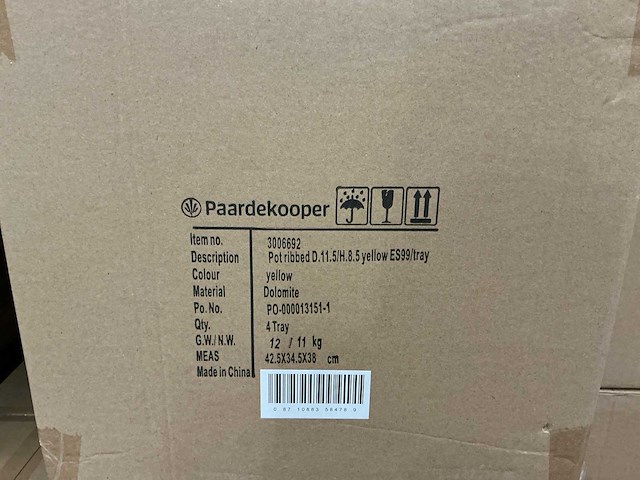 Paardekooper
Item no. 3006692
Description Pot ribbed D.11.5/H.8.5 yellow ES99/tray
Colour yellow
Material Dolomite
Po. No. PO-000013151-1
Qty. 4 Tray
G.W./N.W. 12 / 11 kg
MEAS 42.5X34.5X38 cm
Made in China